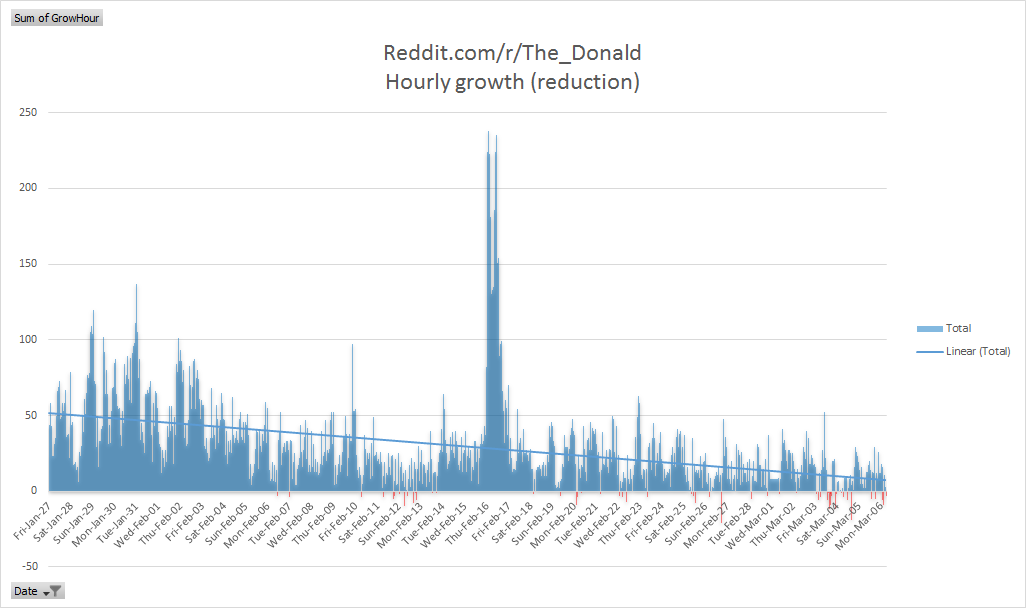 Sum of GrowHour
Reddit.com/r/The_Donald
Hourly growth (reduction)
250
200
150
100
50
0
-50
Fri-Jan-27
Sat-Jan-28
Sun-Jan-29
Mon-Jan-30
Tue-Jan-31
Wed-Feb-01
Thu-Feb-02
Fri-Feb-03
Sat-Feb-04
Sun-Feb-05
Mon-Feb-06
Tue-Feb-07
Wed-Feb-08
Thu-Feb-09
Fri-Feb-10
Sat-Feb-11
Sun-Feb-12
Mon-Feb-13
Tue-Feb-14
Wed-Feb-15
Thu-Feb-16
Fri-Feb-17
Sat-Feb-18
Sun-Feb-19
Mon-Feb-20
Tue-Feb-21
Wed-Feb-22
Thu-Feb-23
Fri-Feb-24
Sat-Feb-25
Sun-Feb-26
Mon-Feb-27
Tue-Feb-28
Wed-Mar-01
Thu-Mar-02
Fri-Mar-03
Sat-Mar-04
Sun-Mar-05
Mon-Mar-06
Total
Linear (Total)
Date